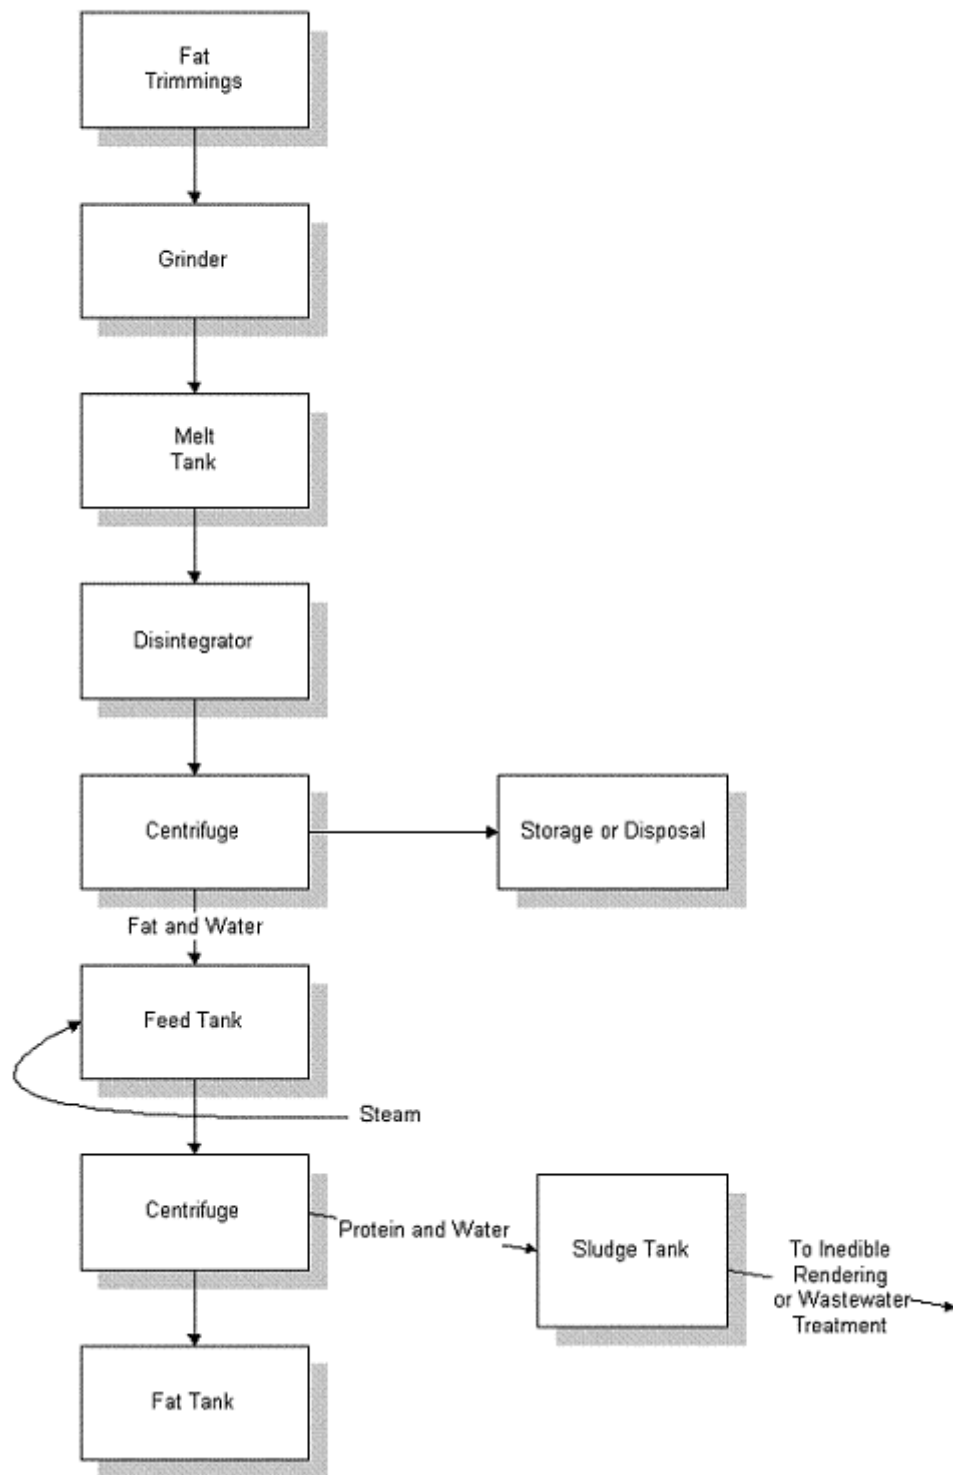 Fat
Trimmings
Grinder
Melt
Tank
Disintegrator
Centrifuge
Storage or Disposal
Fat and Water
Feed Tank
Steam
Centrifuge
Protein and Water
Sludge Tank
To Inedible
Rendering
or Wastewater
Treatment
Fat Tank